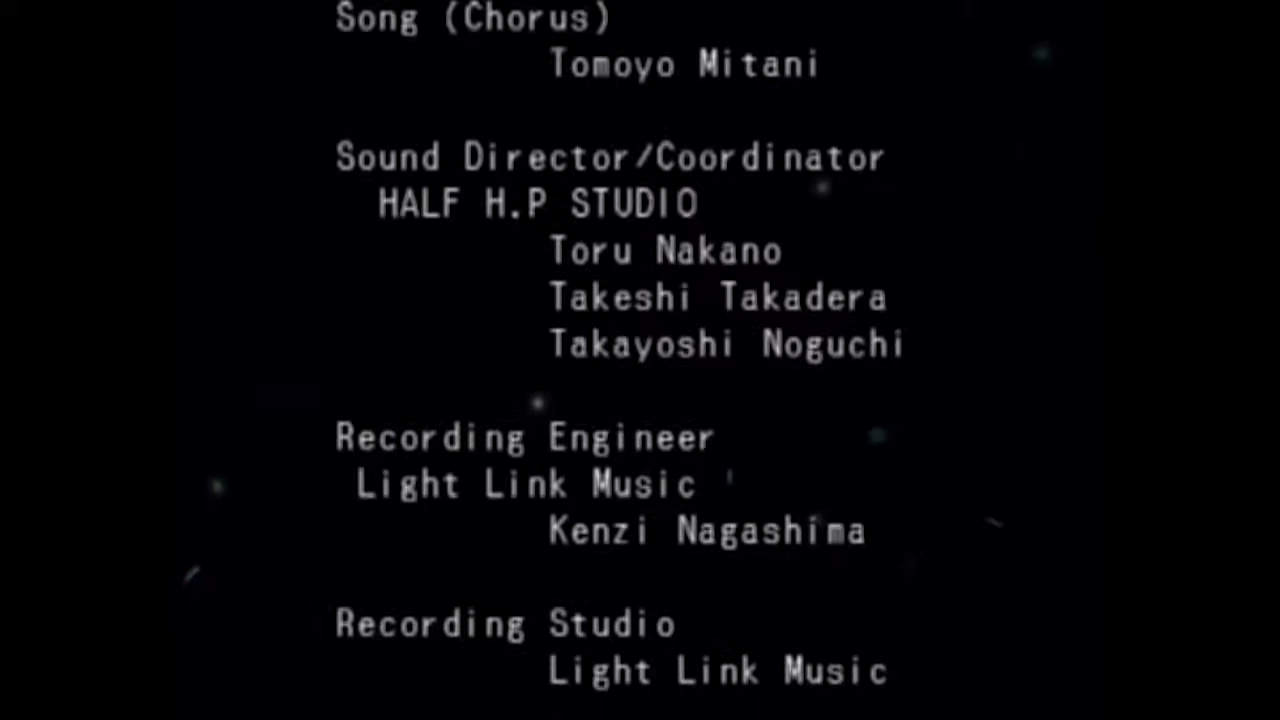 Song (Chorus)
Tomoyo Mitani
Sound Director/Coordinator
HALF H.P STUDIO
Toru Nakano
Takeshi Takadera
Takayoshi Noguchi
Recording Engineer
Light Link Music
Kenzi Nagashima
Recording Studio
Light Link Music